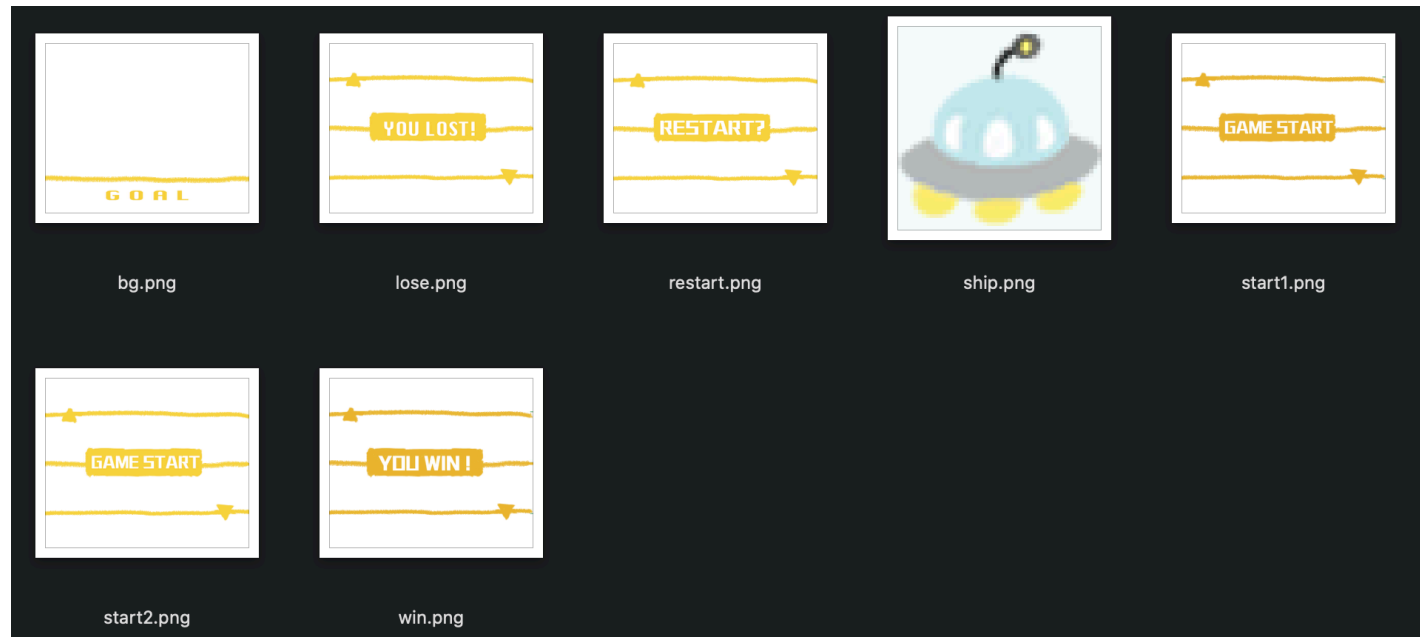 GOAL
YOU LOST!
RESTART?
GAME START
bg.png
lose.png
restart.png
ship.png
start1.png
GAME START
YOU WIN !
start2.png
win.png